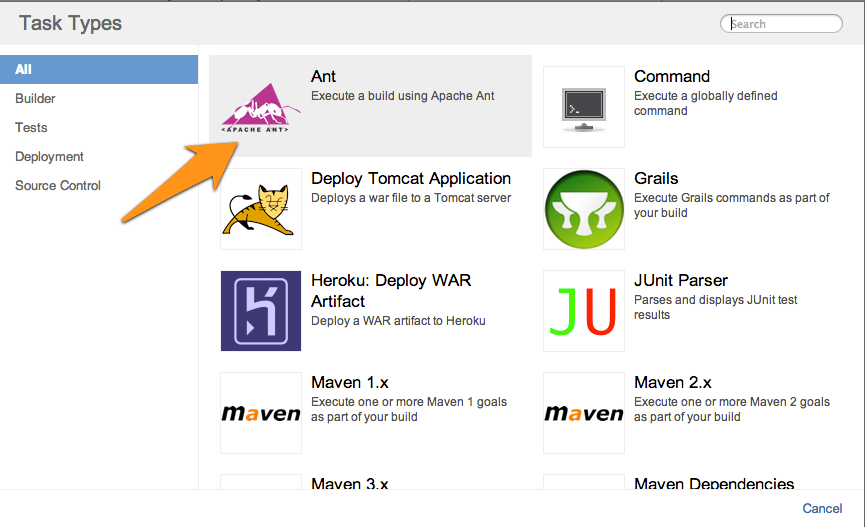 Task Types
Search
All
Builder
Tests
Deployment
Source Control
<APACHE ANT>
Ant
Execute a build using Apache Ant
>_
Command
Execute a globally defined
command
Deploy Tomcat Application
Deploys a war file to a Tomcat server
Grails
Execute Grails commands as part of
your build
Heroku: Deploy WAR
Artifact
Deploy a WAR artifact to Heroku
JU
JUnit Parser
Parses and displays JUnit test
results
maven
Maven 1.x
Execute one or more Maven 1 goals
as part of your build
maven
Maven 2.x
Execute one or more Maven 2 goals
as part of your build
Maven 3.x
Maven Dependencies
Cancel